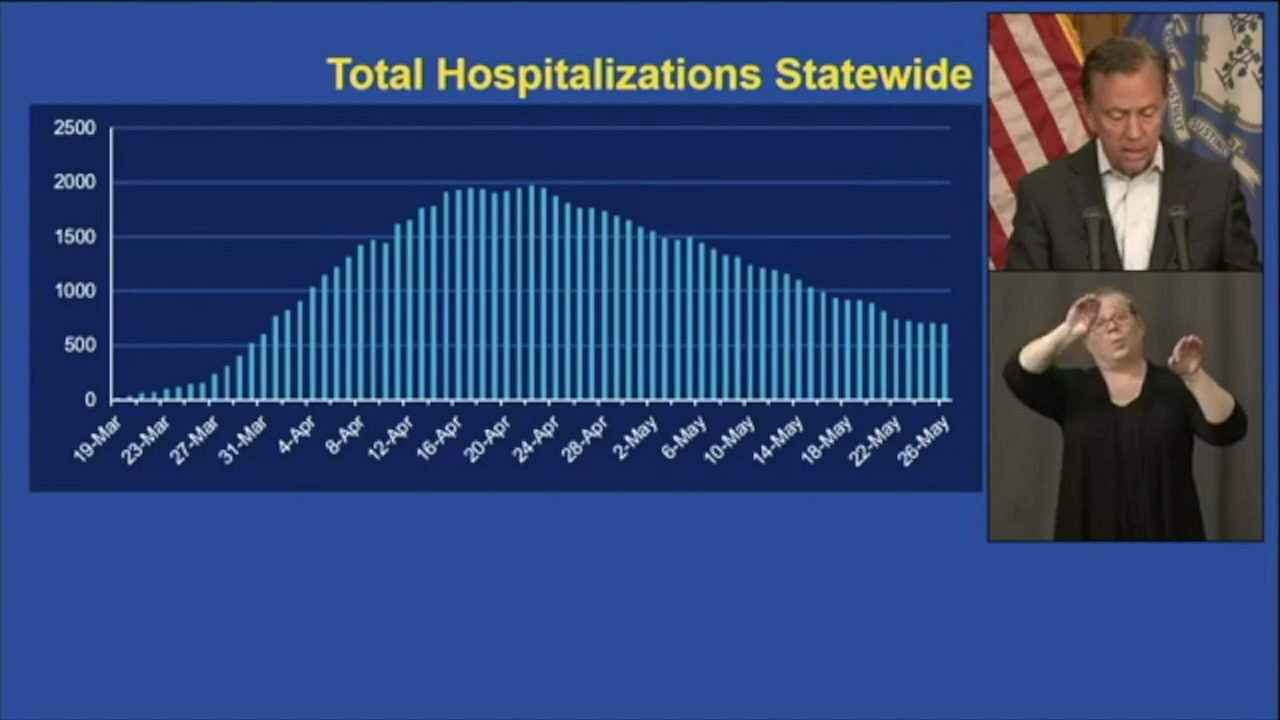 Total Hospitalizations Statewide
2500
2000
1500
1000
500
0
19-Mar
23-Mar
27-Mar
31-Mar
4-Apr
8-Apr
12-Apr
16-Apr
20-Apr
24-Apr
28-Apr
2-May
6-May
10-May
14-May
18-May
22-May
26-May
SUSTINE